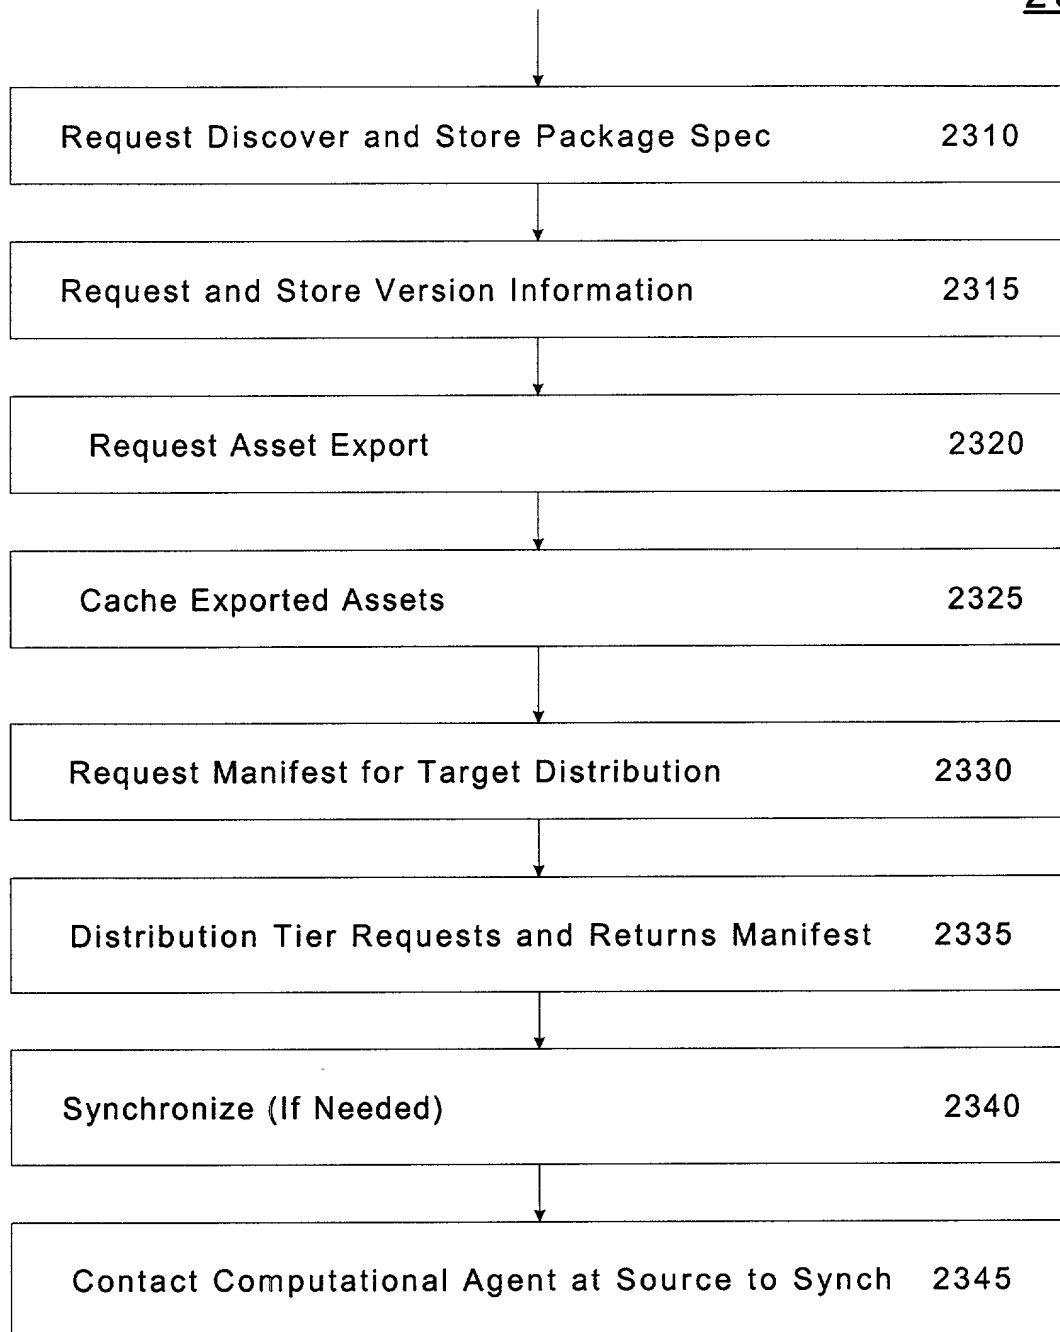 Request Discover and Store Package Spec 2310
Request and Store Version Information 2315
Request Asset Export 2320
Cache Exported Assets 2325
Request Manifest for Target Distribution 2330
Distribution Tier Requests and Returns Manifest 2335
Synchronize (If Needed) 2340
Contact Computational Agent at Source to Synch 2345